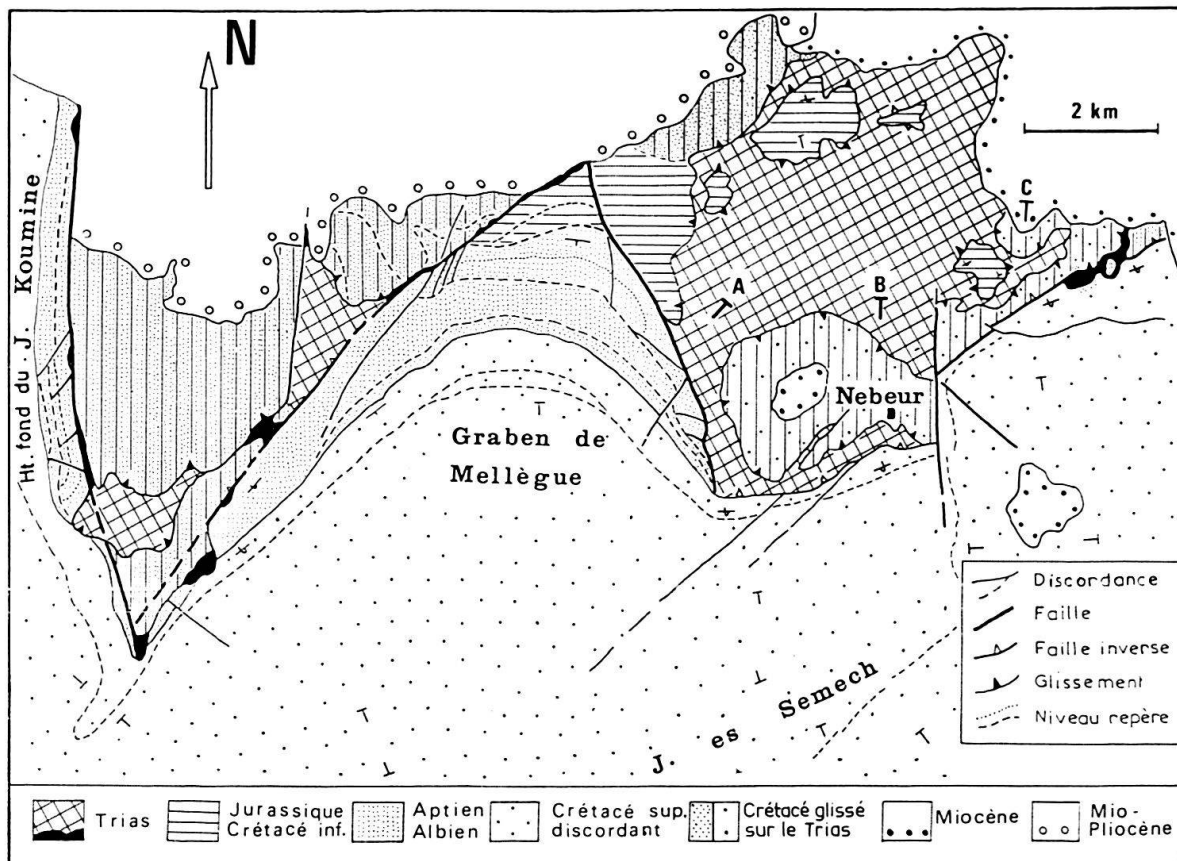 N
2 km
C
Ht fond du J. Koumine
A
B
Nebeur
Graben de
Mellègue
J. es Semech
Discordance
Faille
Faille inverse
Glissement
Niveau repère
Trias
Jurassique
Crétacé inf.
Aptien
Albien
Crétacé sup.
discordant
Crétacé glissé
sur le Trias
Miocène
Mio-
Pliocène